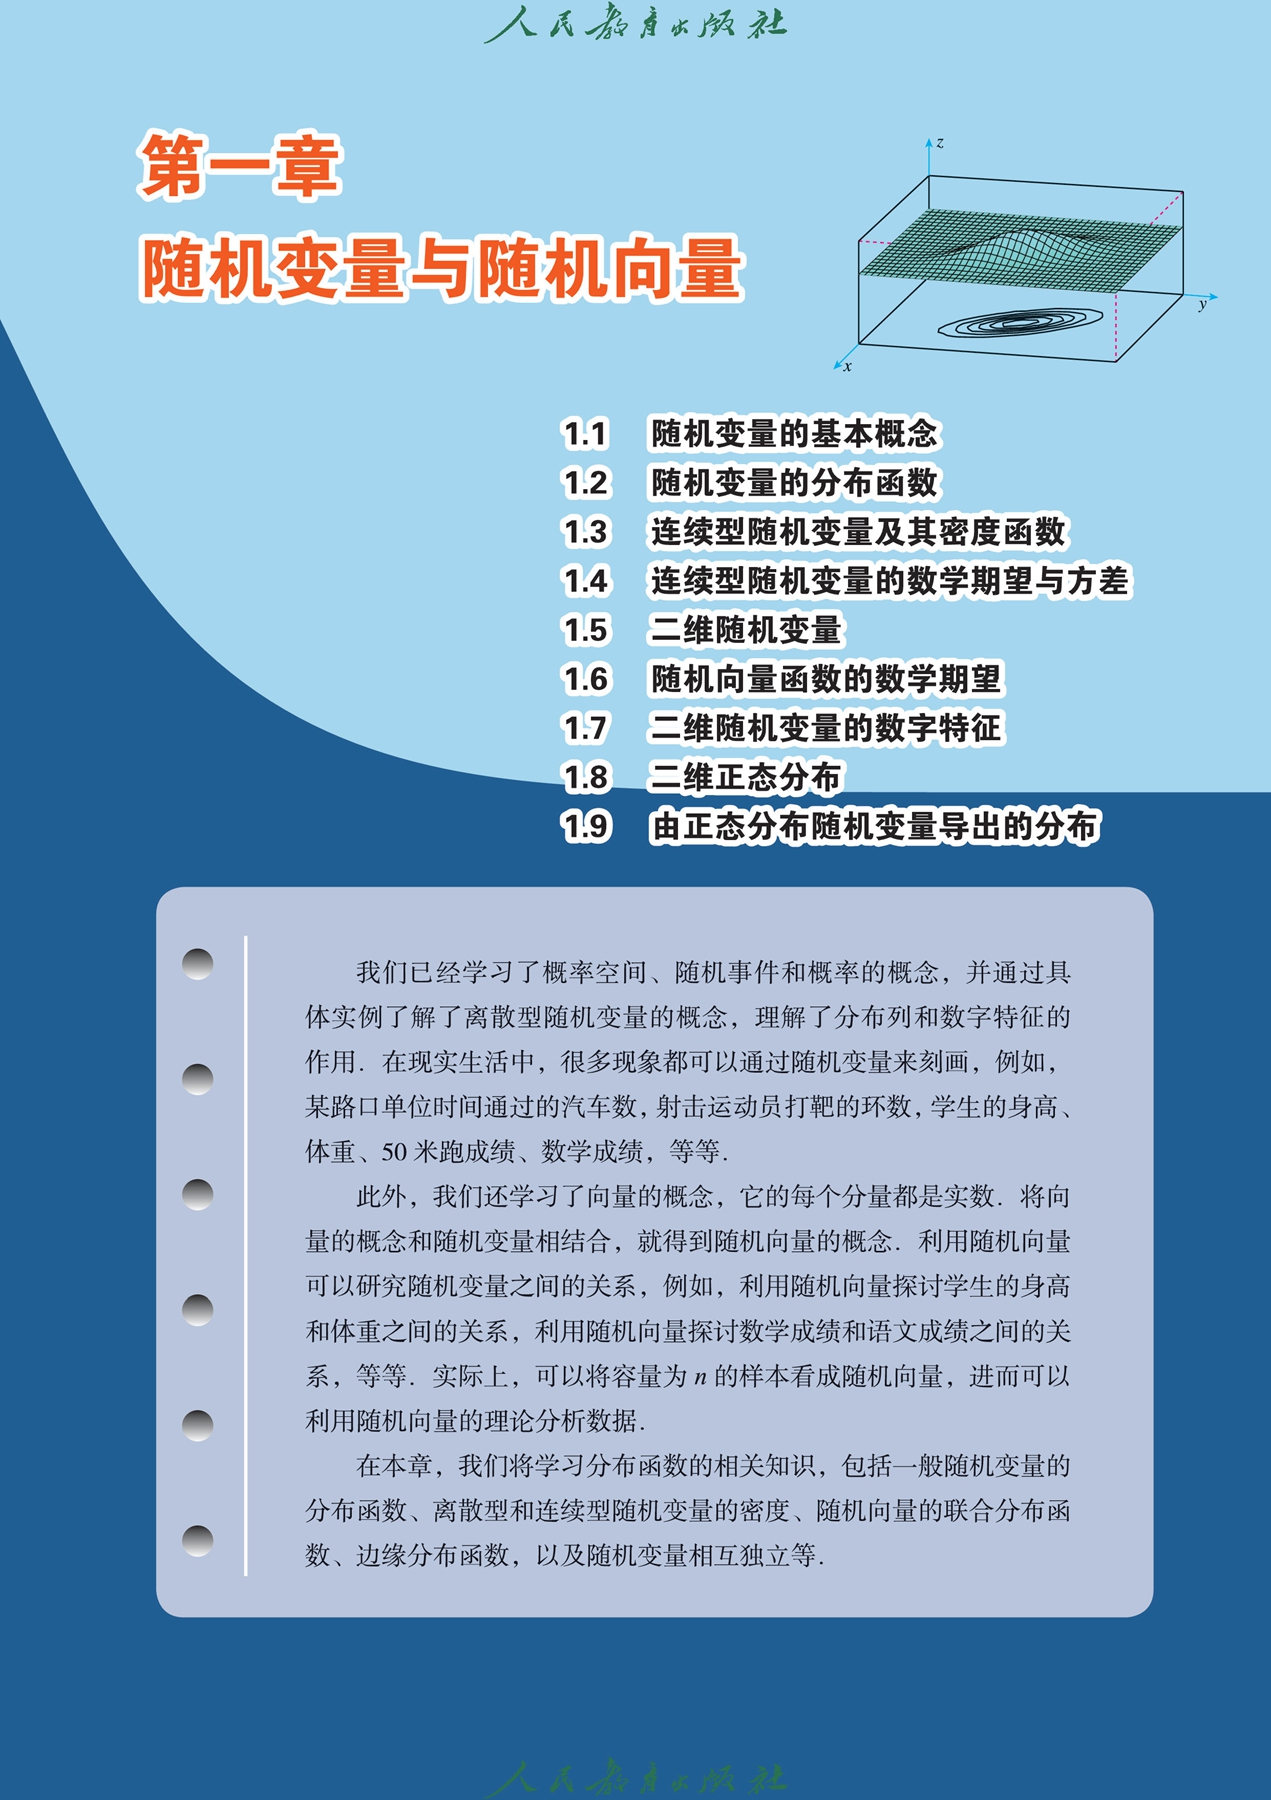 人民教育出版社
第一章
随机变量与随机向量
z
y
x
1.1 随机变量的基本概念
1.2 随机变量的分布函数
1.3 连续型随机变量及其密度函数
1.4 连续型随机变量的数学期望与方差
1.5 二维随机变量
1.6 随机向量函数的数学期望
1.7 二维随机变量的数字特征
1.8 二维正态分布
1.9 由正态分布随机变量导出的分布
我们已经学习了概率空间、随机事件和概率的概念，并通过具
体实例了解了离散型随机变量的概念，理解了分布列和数字特征的
作用．在现实生活中，很多现象都可以通过随机变量来刻画，例如，
某路口单位时间通过的汽车数，射击运动员打靶的环数，学生的身高、
体重、50 米跑成绩、数学成绩，等等．
此外，我们还学习了向量的概念，它的每个分量都是实数．将向
量的概念和随机变量相结合，就得到随机向量的概念．利用随机向量
可以研究随机变量之间的关系，例如，利用随机向量探讨学生的身高
和体重之间的关系，利用随机向量探讨数学成绩和语文成绩之间的关
系，等等．实际上，可以将容量为 n 的样本看成随机向量，进而可以
利用随机向量的理论分析数据．
在本章，我们将学习分布函数的相关知识，包括一般随机变量的
分布函数、离散型和连续型随机变量的密度、随机向量的联合分布函
数、边缘分布函数，以及随机变量相互独立等．
人民教育出版社